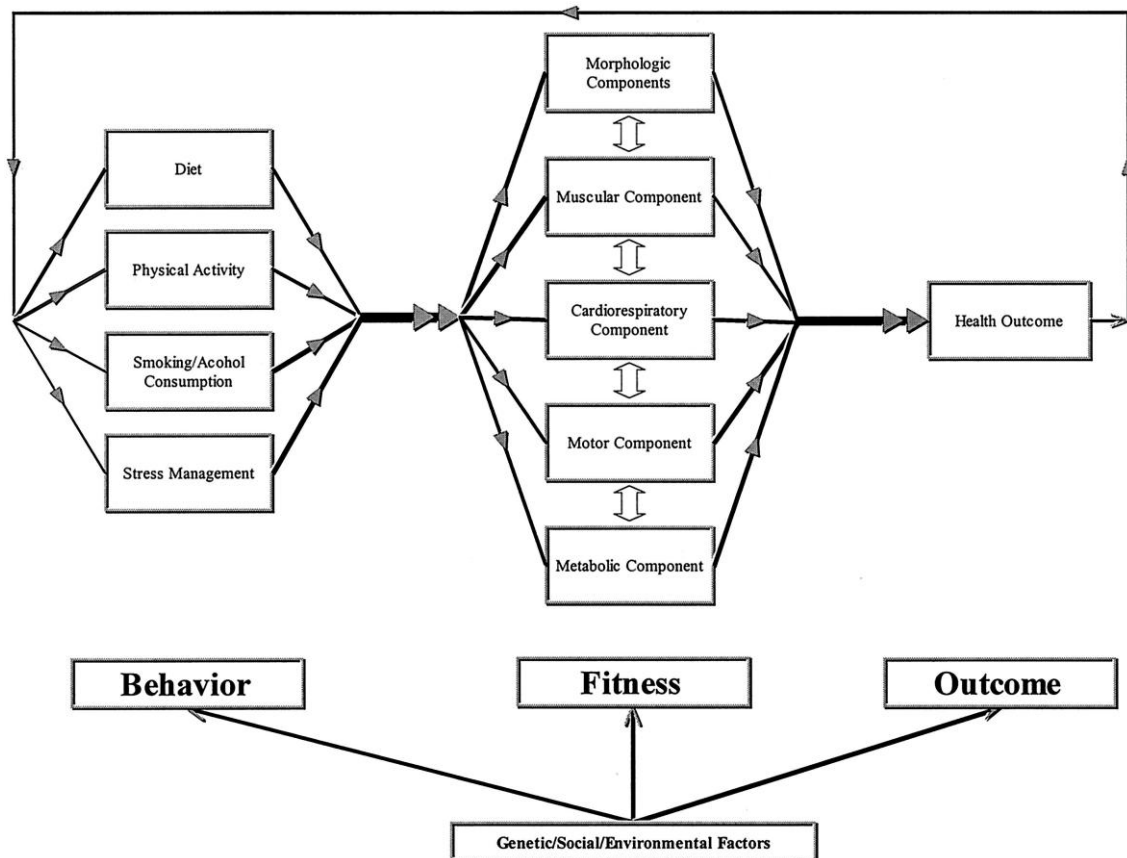 Morphologic
Components
Diet
Muscular Component
Physical Activity
Cardiorespiratory
Component
Health Outcome
Smoking/Acohol
Consumption
Motor Component
Stress Management
Metabolic Component
Behavior
Fitness
Outcome
Genetic/Social/Environmental Factors